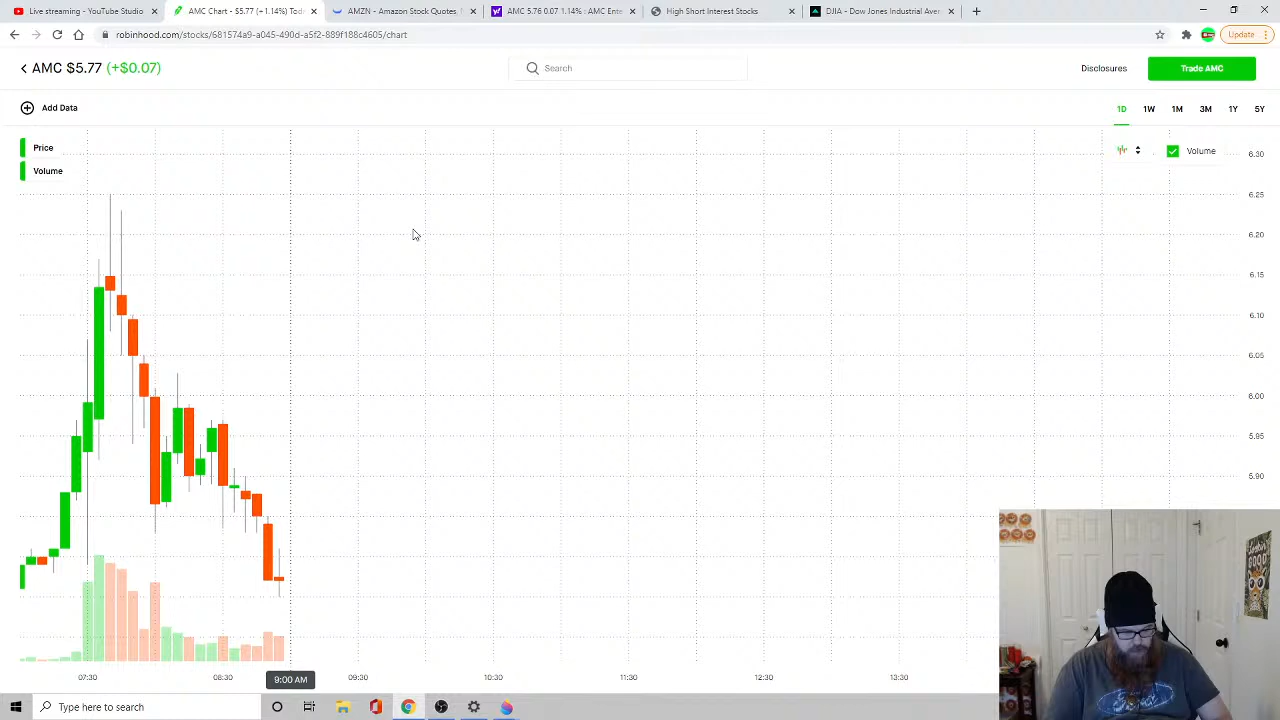 Live streaming - YouTube Studio
AMC Chart - $5.77 (+1.14%) Tod
AMZN - Amazon Stock Quotes,
AMC 5.76 0.07 1.14% : AMC Ente
High Short Interest Stocks
DJIA - Dow Jones Industrial Aver
robinhood.com/stocks/681574a9-a045-490d-a5f2-889f188c4605/chart
Update
AMC $5.77 (+$0.07)
Search
Disclosures
Trade AMC
Add Data
1D 1W 1M 3M 1Y 5Y
Price
Volume
Volume
6.30
6.25
6.20
6.15
6.10
6.05
6.00
5.95
5.90
07:30 08:30 9:00 AM 09:30 10:30 11:30 12:30 13:30
Type here to search